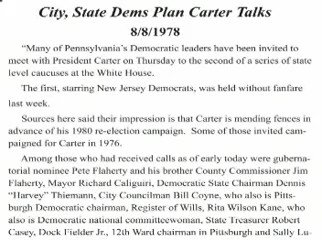 City, State Dems Plan Carter Talks
8/8/1978
"Many of Pennsylvania's Democratic leaders have been invited to
meet with President Carter on Thursday to the second of a series of state
level caucuses at the White House.
The first, starring New Jersey Democrats, was held without fanfare
last week.
Sources here said their impression is that Carter is mending fences in
advance of his 1980 re-election campaign. Some of those invited cam-
paigned for Carter in 1976.
Among those who had received calls as of early today were guberna-
torial nominee Pete Flaherty and his brother County Commissioner Jim
Flaherty, Mayor Richard Caliguiri, Democratic State Chairman Dennis
"Harvey" Thiemann, City Councilman Bill Coyne, who also is Pitts-
burgh Democratic chairman, Register of Wills, Rita Wilson Kane, who
also is Democratic national committeewoman, State Treasurer Robert
Casey, Dock Fielder Jr., 12th Ward chairman in Pittsburgh and Sally Lu-